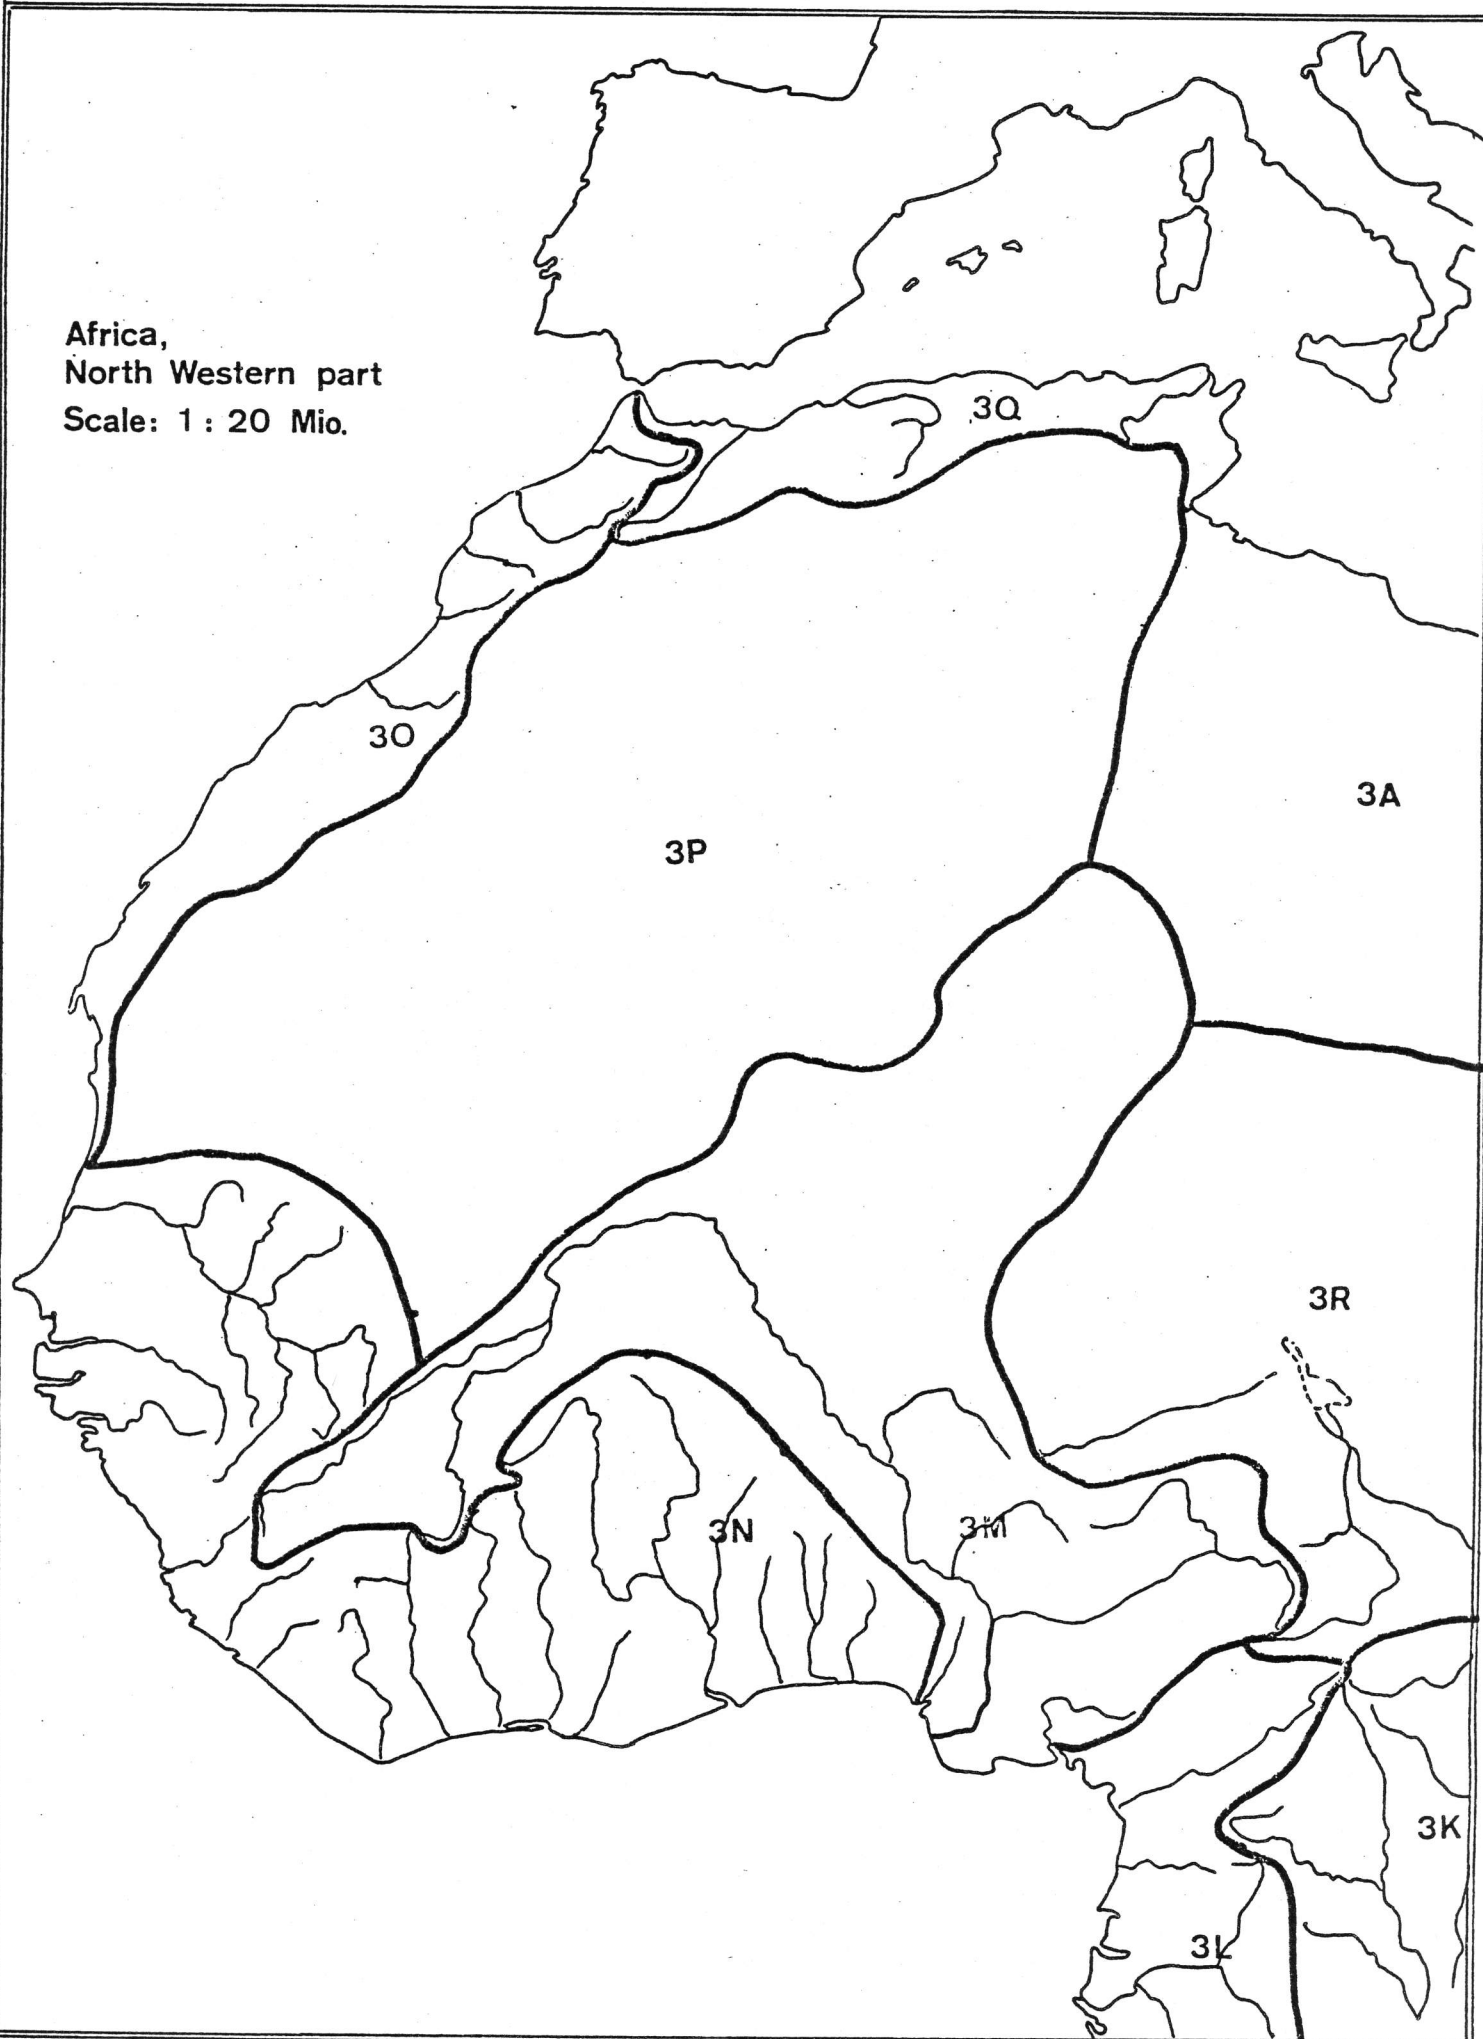 Africa,
North Western part
Scale: 1 : 20 Mio.
3Q
3O
3A
3P
3R
3N
3M
3K
3L